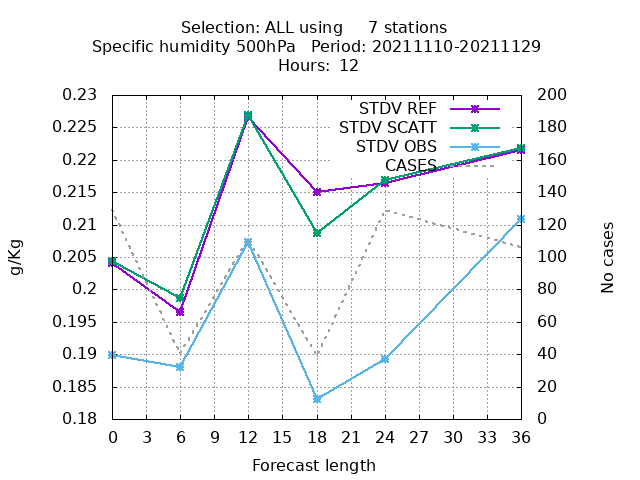 Selection: ALL using     7 stations
Specific humidity 500hPa   Period: 20211110-20211129
Hours:  12
STDV REF
STDV SCATT
STDV OBS
CASES
0.23
0.225
0.22
0.215
0.21
0.205
0.2
0.195
0.19
0.185
0.18
g/Kg
200
180
160
140
120
100
80
60
40
20
0
No cases
0 3 6 9 12 15 18 21 24 27 30 33 36
Forecast length